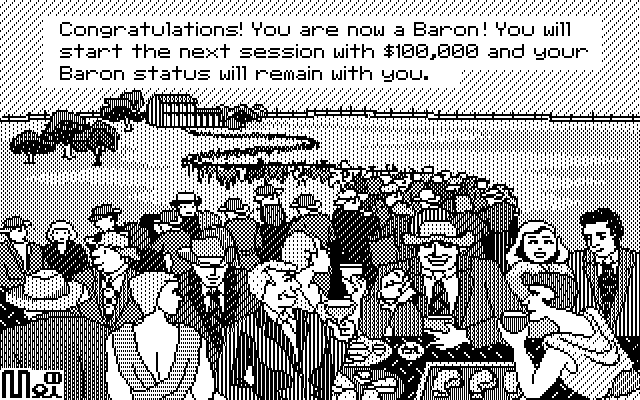 Congratulations! You are now a Baron! You will
start the next session with $100,000 and your
Baron status will remain with you.